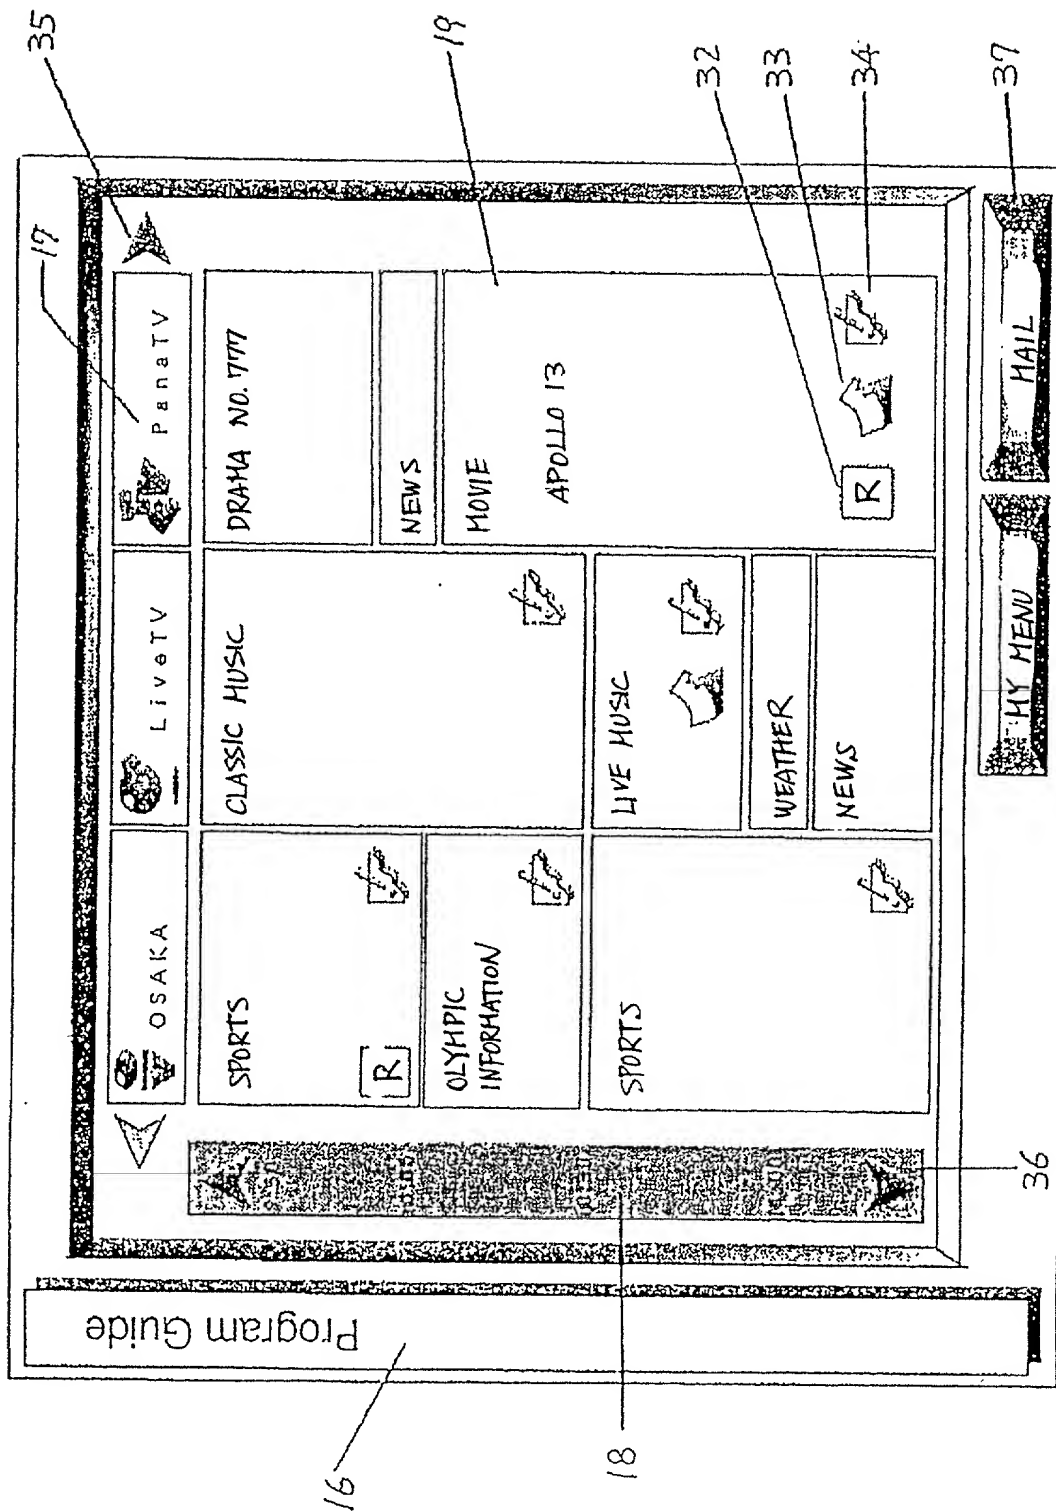 Program Guide
OSAKA
LiveTV
PanaTV
SPORTS
R
OLYMPIC
INFORMATION
SPORTS
CLASSIC MUSIC
LIVE MUSIC
WEATHER
NEWS
DRAMA NO. 777
NEWS
MOVIE
APOLLO 13
R
MY MENU
MAIL
16
17
18
19
32
33
34
35
36
37